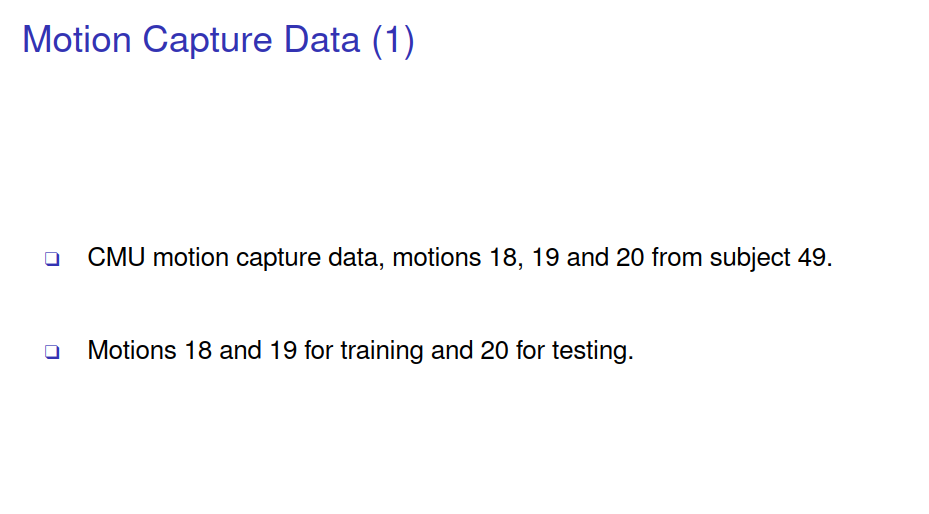 Motion Capture Data (1)
CMU motion capture data, motions 18, 19 and 20 from subject 49.
Motions 18 and 19 for training and 20 for testing.